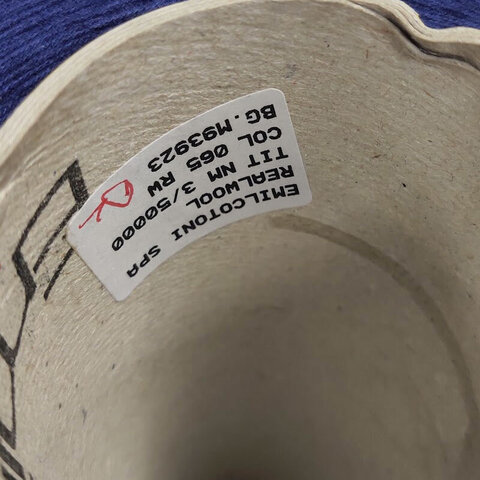 EMILCOTONI SPA
REALWOOL 3/50000
TIT NM
COL 065 RW
BG.M93923